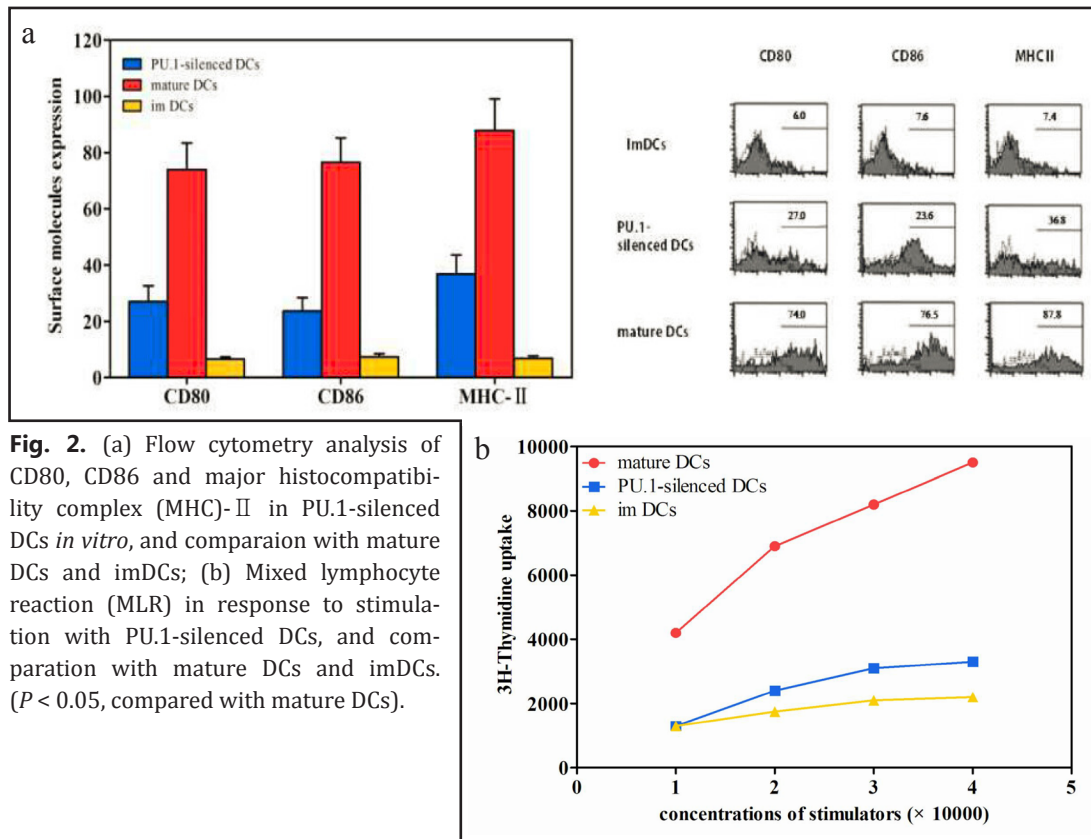 a
120
100
80
60
40
20
0
Surface molecules expression
PU.1-silenced DCs
mature DCs
im DCs
CD80
CD86
MHC-Ⅱ
CD80
CD86
MHCII
ImDCs
6.0
7.6
7.4
PU.1-
silenced DCs
27.0
23.6
36.8
mature DCs
74.0
76.5
87.8
Fig. 2. (a) Flow cytometry analysis of
CD80, CD86 and major histocompatibi-
lity complex (MHC)-Ⅱ in PU.1-silenced
DCs in vitro, and comparaion with mature
DCs and imDCs; (b) Mixed lymphocyte
reaction (MLR) in response to stimula-
tion with PU.1-silenced DCs, and com-
paration with mature DCs and imDCs.
(P < 0.05, compared with mature DCs).
b
10000
8000
6000
4000
2000
0
3H-Thymidine uptake
mature DCs
PU.1-silenced DCs
im DCs
0
1
2
3
4
5
concentrations of stimulators (× 10000)